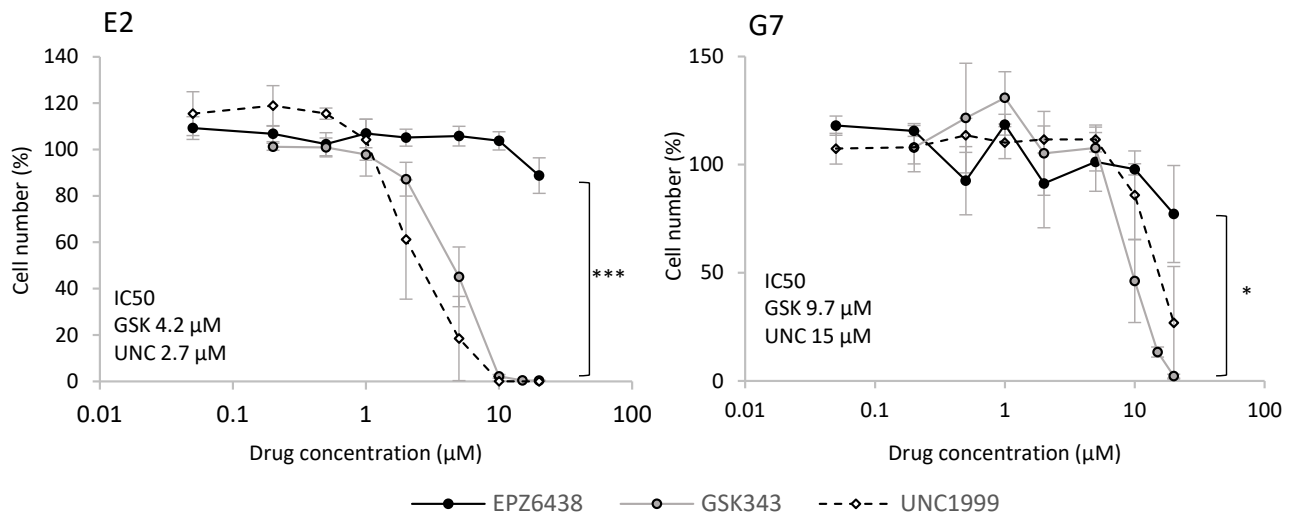 E2
140
120
100
80
60
40
20
0
Cell number (%)
IC50
GSK 4.2 µM
UNC 2.7 µM
***
0.01 0.1 1 10 100
Drug concentration (µM)
G7
150
100
50
0
Cell number (%)
IC50
GSK 9.7 µM
UNC 15 µM
*
0.01 0.1 1 10 100
Drug concentration (µM)
EPZ6438 GSK343 UNC1999